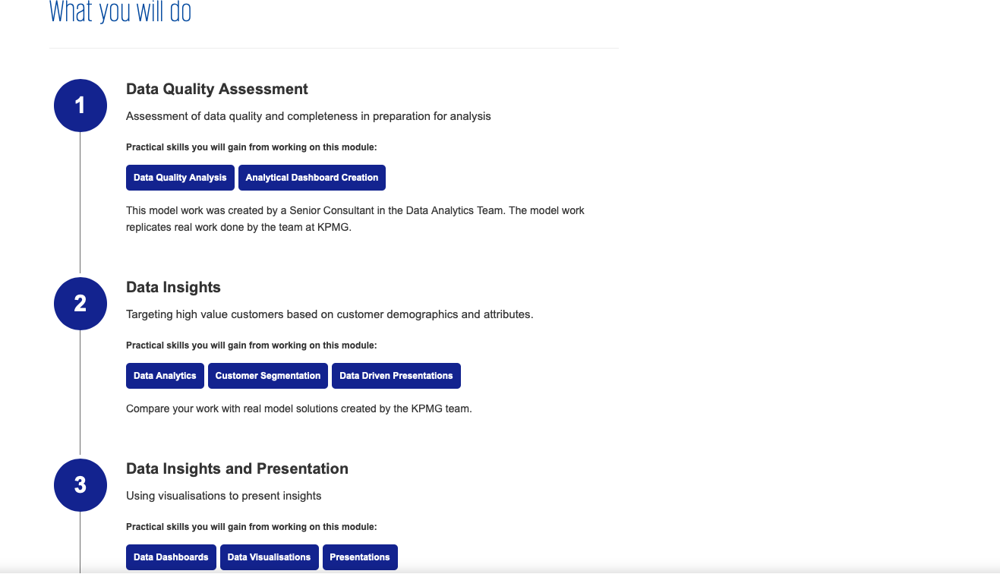 What you will do
1
Data Quality Assessment
Assessment of data quality and completeness in preparation for analysis
Practical skills you will gain from working on this module:
Data Quality Analysis Analytical Dashboard Creation
This model work was created by a Senior Consultant in the Data Analytics Team. The model work
replicates real work done by the team at KPMG.
2
Data Insights
Targeting high value customers based on customer demographics and attributes.
Practical skills you will gain from working on this module:
Data Analytics Customer Segmentation Data Driven Presentations
Compare your work with real model solutions created by the KPMG team.
3
Data Insights and Presentation
Using visualisations to present insights
Practical skills you will gain from working on this module:
Data Dashboards Data Visualisations Presentations